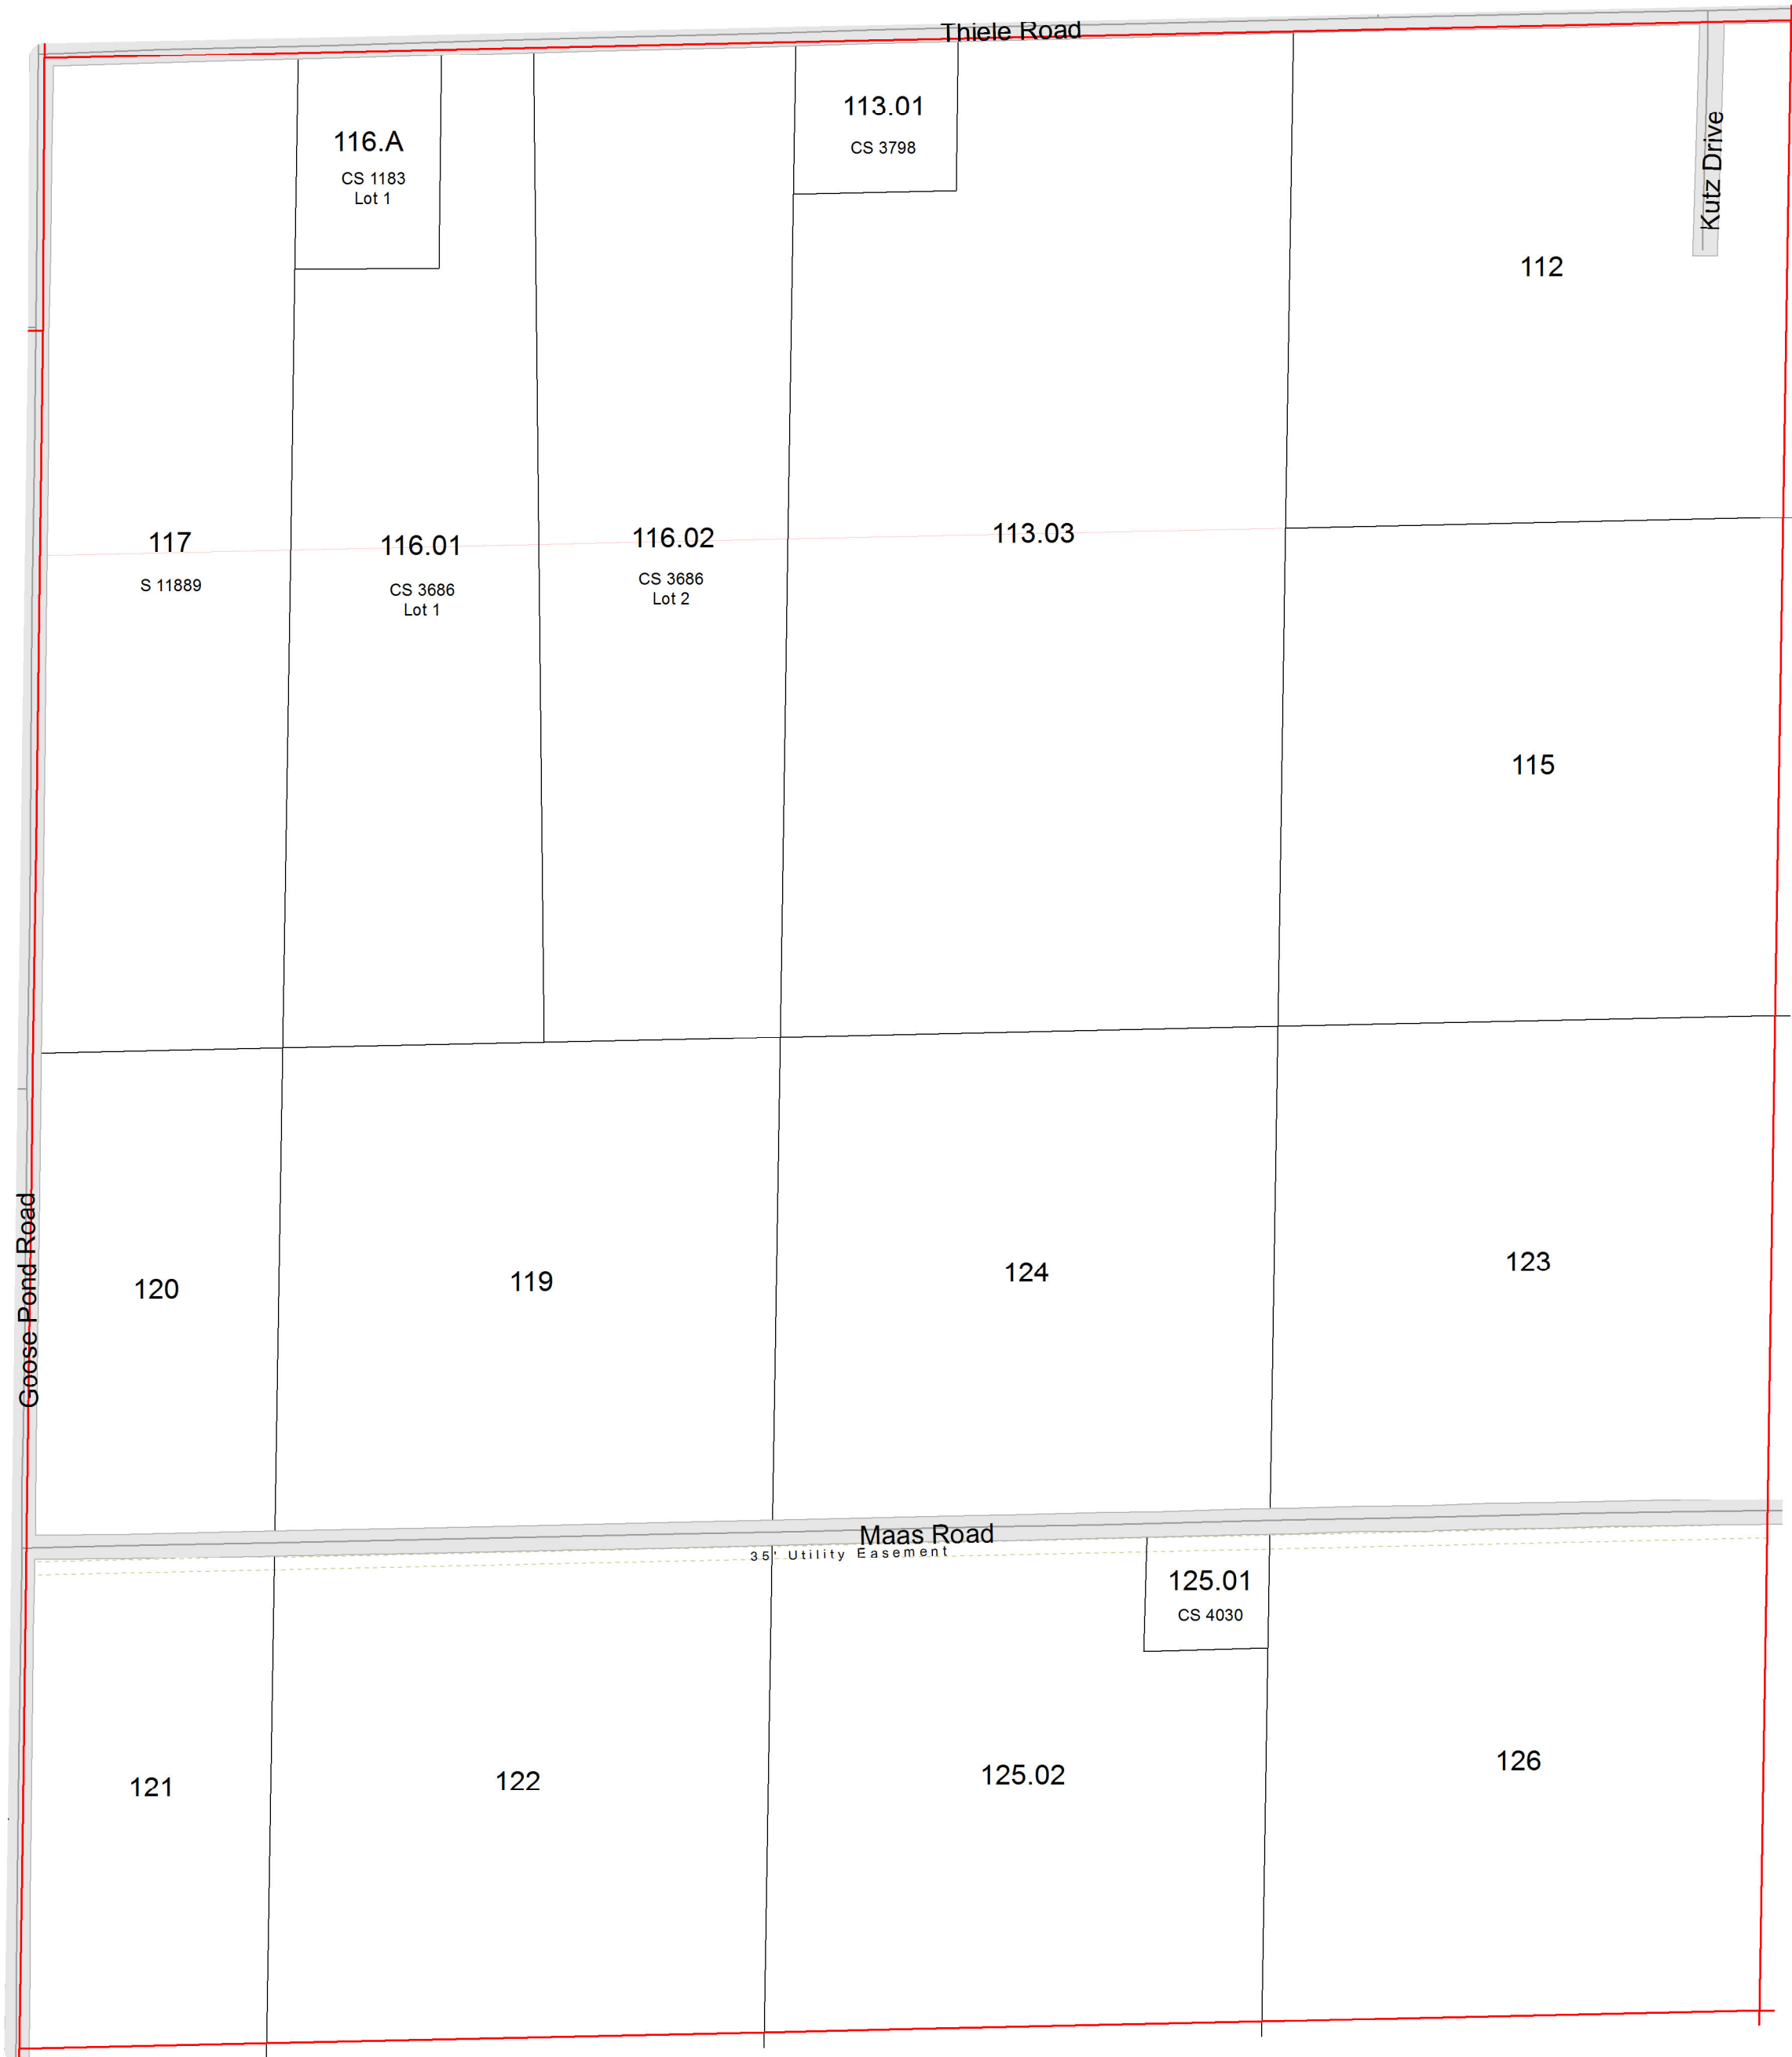 Thiele Road
113.01
CS 3798
116.A
CS 1183
Lot 1
Kutz Drive
112
117
S 11889
116.01
CS 3686
Lot 1
116.02
CS 3686
Lot 2
113.03
115
Goose Pond Road
120
119
124
123
Maas Road
35' Utility Easement
125.01
CS 4030
121
122
125.02
126